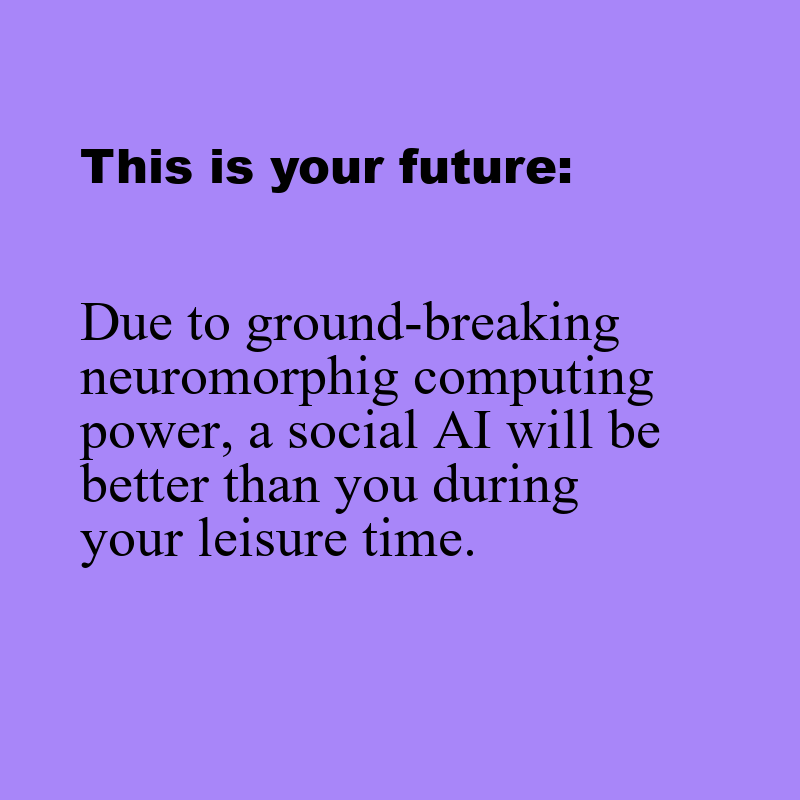 This is your future:
Due to ground-breaking
neuromorphig computing
power, a social AI will be
better than you during
your leisure time.